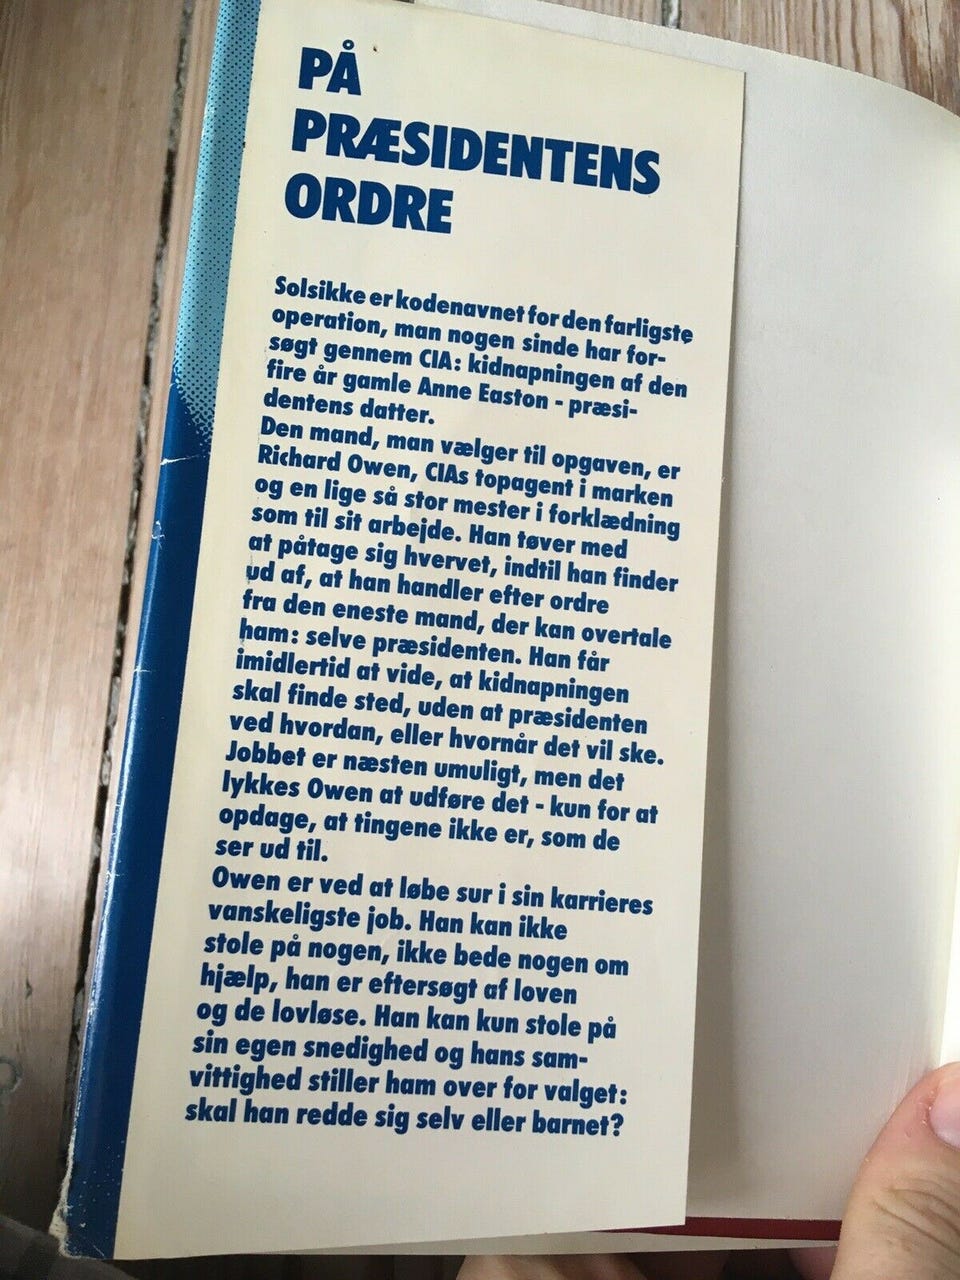 PÅ
PRÆSIDENTENS
ORDRE
Solsikke er kodenavnet for den farligste
operation, man nogen sinde har for-
søgt gennem CIA: kidnapningen af den
fire år gamle Anne Easton - præsi-
dentens datter.
Den mand, man vælger til opgaven, er
Richard Owen, CIAs topagent i marken
og en lige så stor mester i forklædning
som til sit arbejde. Han tøver med
at påtage sig hvervet, indtil han finder
ud af, at han handler efter ordre
fra den eneste mand, der kan overtale
ham: selve præsidenten. Han får
imidlertid at vide, at kidnapningen
skal finde sted, uden at præsidenten
ved hvordan, eller hvornår det vil ske.
Jobbet er næsten umuligt, men det
lykkes Owen at udføre det - kun for at
opdage, at tingene ikke er, som de
ser ud til.
Owen er ved at løbe sur i sin karrieres
vanskeligste job. Han kan ikke
stole på nogen, ikke bede nogen om
hjælp, han er eftersøgt af loven
og de lovløse. Han kan kun stole på
sin egen snedighed og hans sam-
vittighed stiller ham over for valget:
skal han redde sig selv eller barnet?